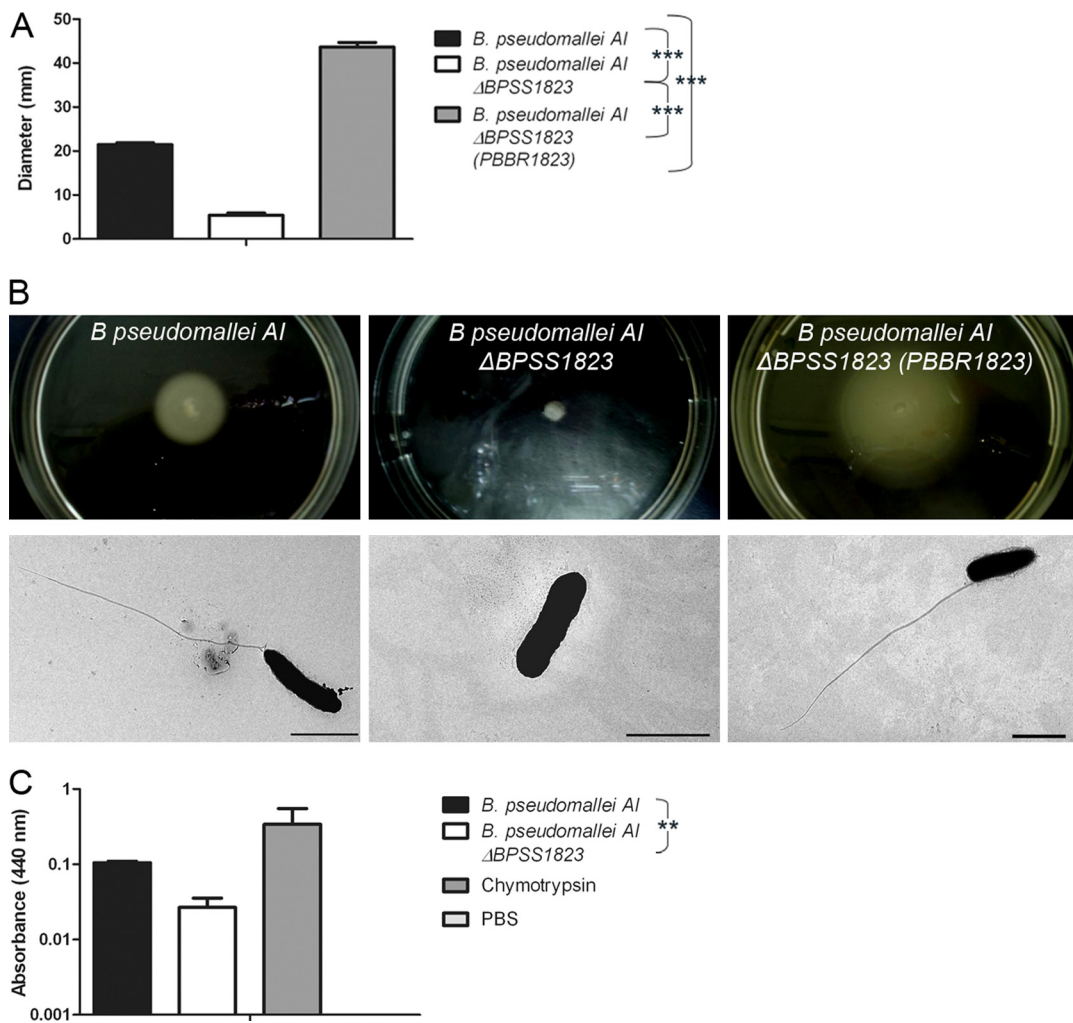 A
50
40
30
20
10
0
Diameter (mm)
B. pseudomallei AI
B. pseudomallei AI
ΔBPSS1823
B. pseudomallei AI
ΔBPSS1823
(PBBR1823)
***
***
***
B
B pseudomallei AI
B pseudomallei AI
ΔBPSS1823
B pseudomallei AI
ΔBPSS1823 (PBBR1823)
C
1
0.1
0.01
0.001
Absorbance (440 nm)
B. pseudomallei AI
B. pseudomallei AI
ΔBPSS1823
**
Chymotrypsin
PBS